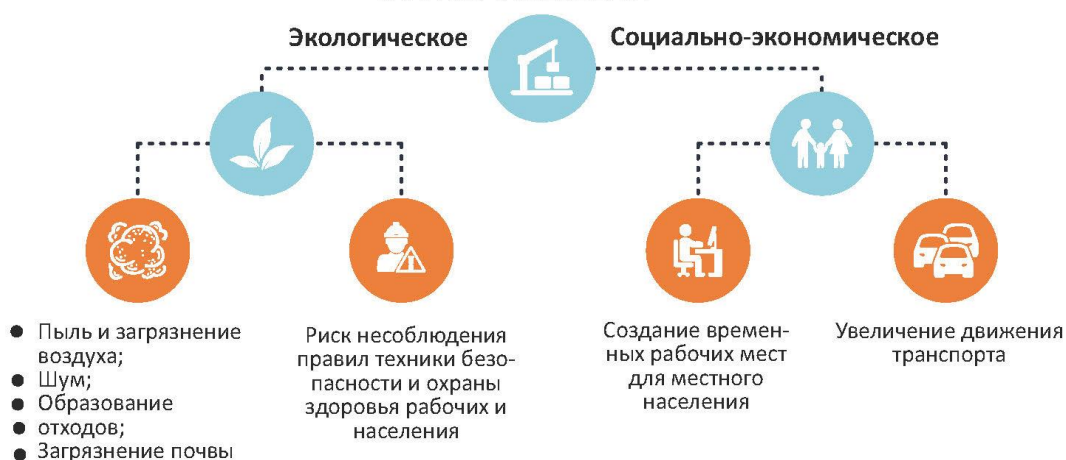 Экологическое
Социально-экономическое
● Пыль и загрязнение
воздуха;
● Шум;
● Образование
● отходов;
● Загрязнение почвы
Риск несоблюдения
правил техники безо-
пасности и охраны
здоровья рабочих и
населения
Создание времен-
ных рабочих мест
для местного
населения
Увеличение движения
транспорта